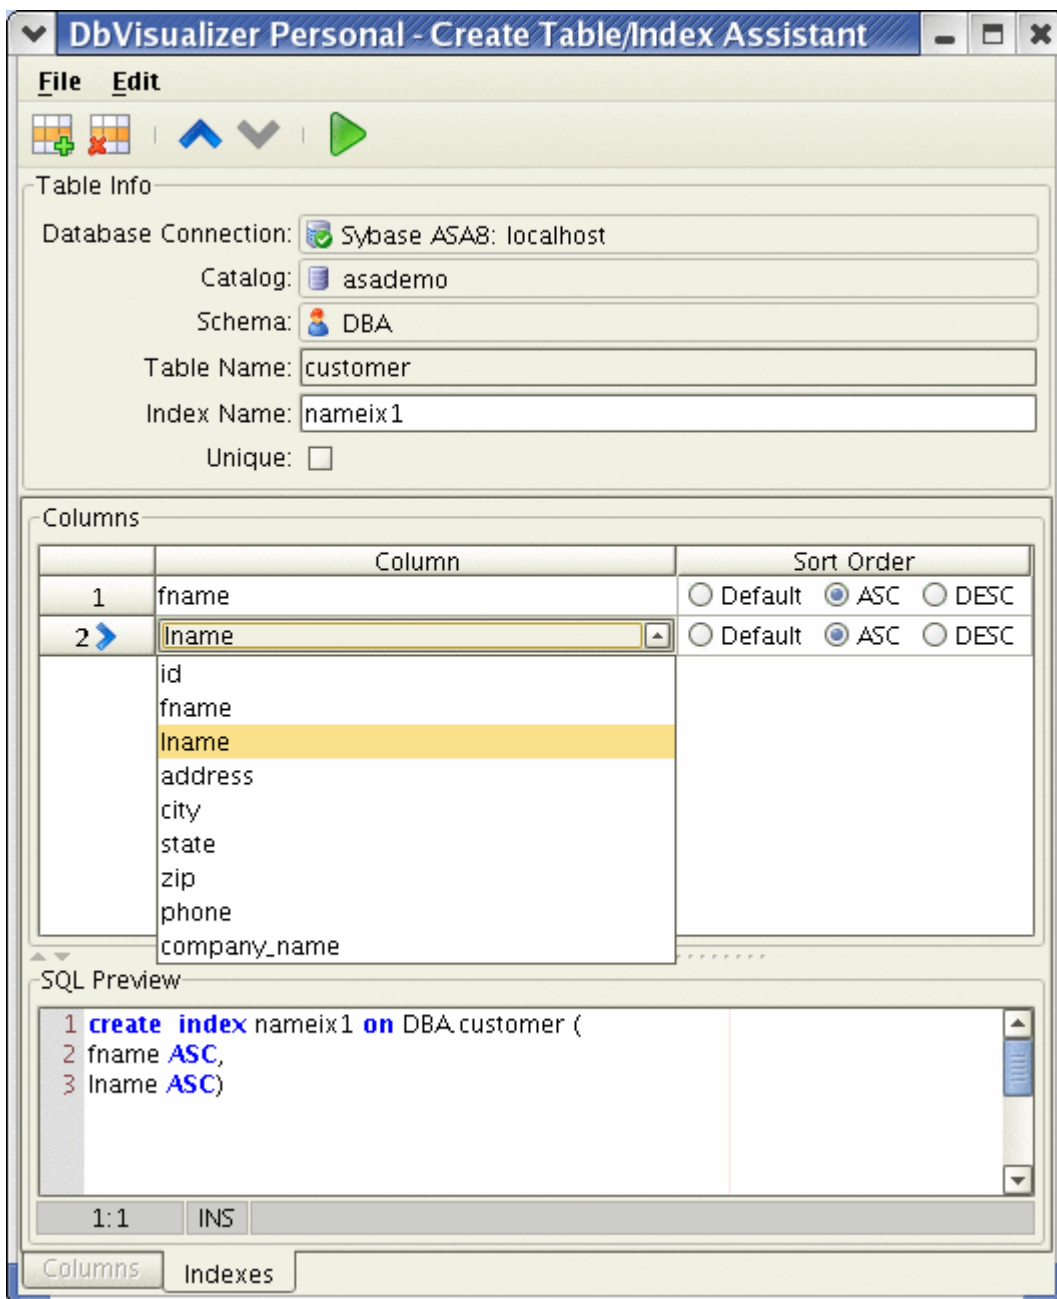 DbVisualizer Personal - Create Table/Index Assistant
File Edit
Table Info
Database Connection: Sybase ASA8: localhost
Catalog: asademo
Schema: DBA
Table Name: customer
Index Name: nameix1
Unique:
Columns
Column Sort Order
1 fname Default ASC DESC
2 lname Default ASC DESC
id
fname
lname
address
city
state
zip
phone
company_name
SQL Preview
1 create index nameix1 on DBA.customer (
2 fname ASC,
3 lname ASC)
1:1 INS
Columns Indexes